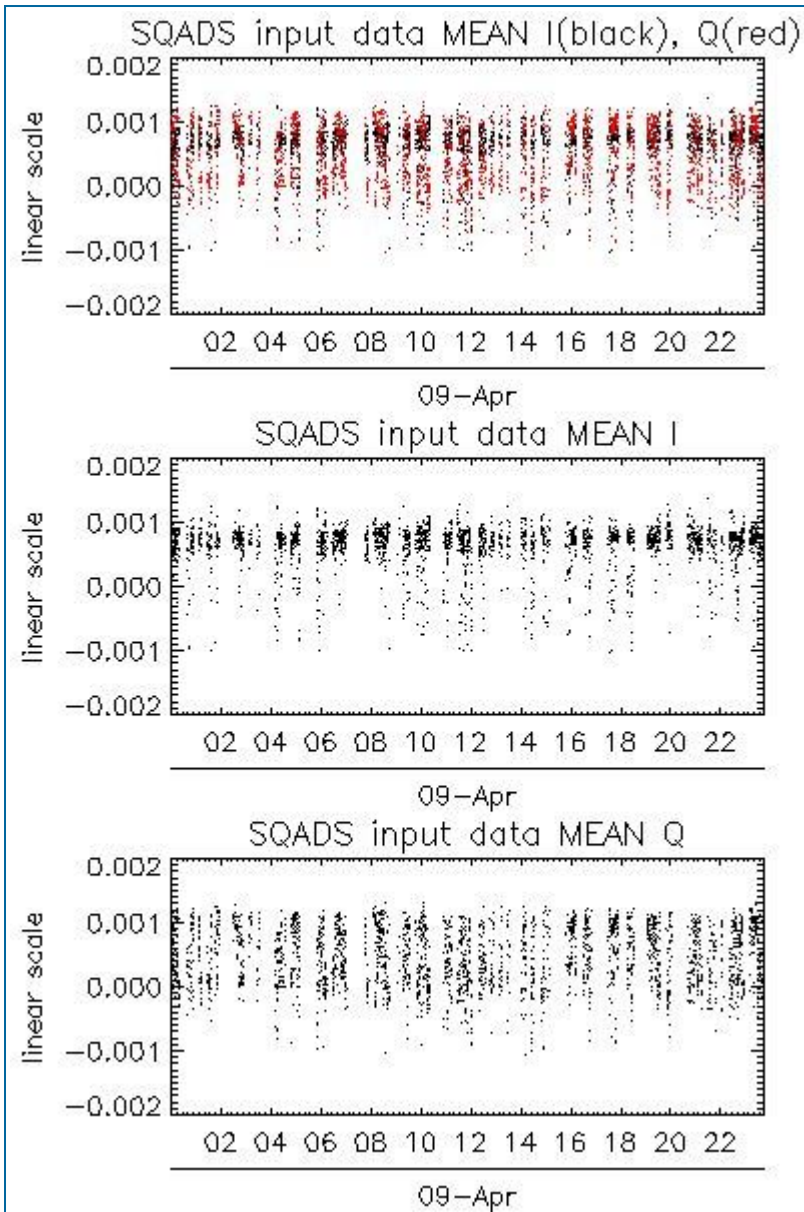 SQADS input data MEAN I(black), Q(red)
linear scale
0.002
0.001
0.000
−0.001
−0.002
02 04 06 08 10 12 14 16 18 20 22
09−Apr
SQADS input data MEAN I
linear scale
0.002
0.001
0.000
−0.001
−0.002
02 04 06 08 10 12 14 16 18 20 22
09−Apr
SQADS input data MEAN Q
linear scale
0.002
0.001
0.000
−0.001
−0.002
02 04 06 08 10 12 14 16 18 20 22
09−Apr